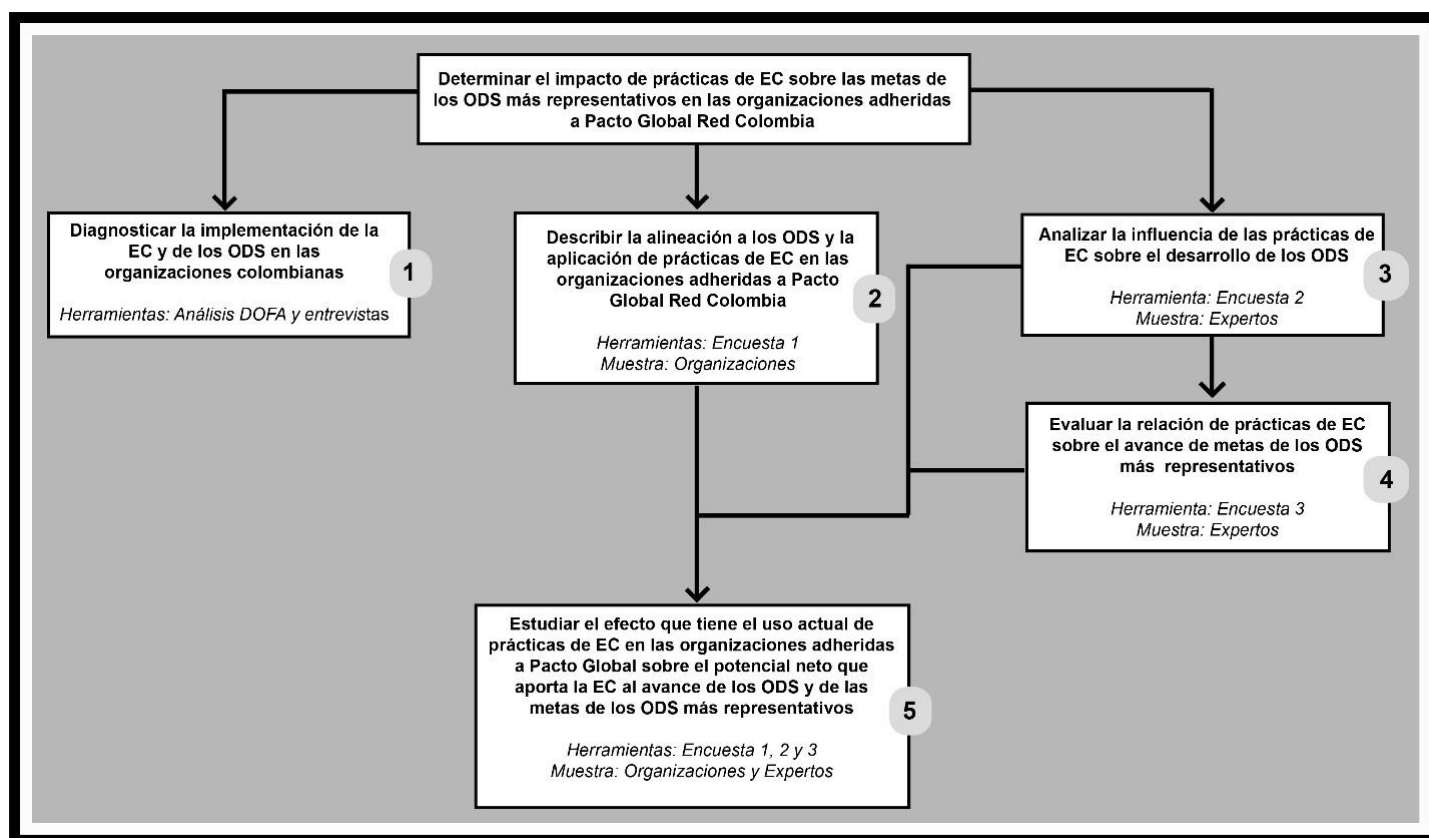 Determinar el impacto de prácticas de EC sobre las metas de
los ODS más representativos en las organizaciones adheridas
a Pacto Global Red Colombia
Diagnosticar la implementación de la
EC y de los ODS en las
organizaciones colombianas
Herramientas: Análisis DOFA y entrevistas
1
Describir la alineación a los ODS y la
aplicación de prácticas de EC en las
organizaciones adheridas a Pacto
Global Red Colombia
Herramientas: Encuesta 1
Muestra: Organizaciones
2
Analizar la influencia de las prácticas de
EC sobre el desarrollo de los ODS
Herramienta: Encuesta 2
Muestra: Expertos
3
Evaluar la relación de prácticas de EC
sobre el avance de metas de los ODS
más representativos
Herramienta: Encuesta 3
Muestra: Expertos
4
Estudiar el efecto que tiene el uso actual de
prácticas de EC en las organizaciones adheridas
a Pacto Global sobre el potencial neto que
aporta la EC al avance de los ODS y de las
metas de los ODS más representativos
Herramientas: Encuesta 1, 2 y 3
Muestra: Organizaciones y Expertos
5